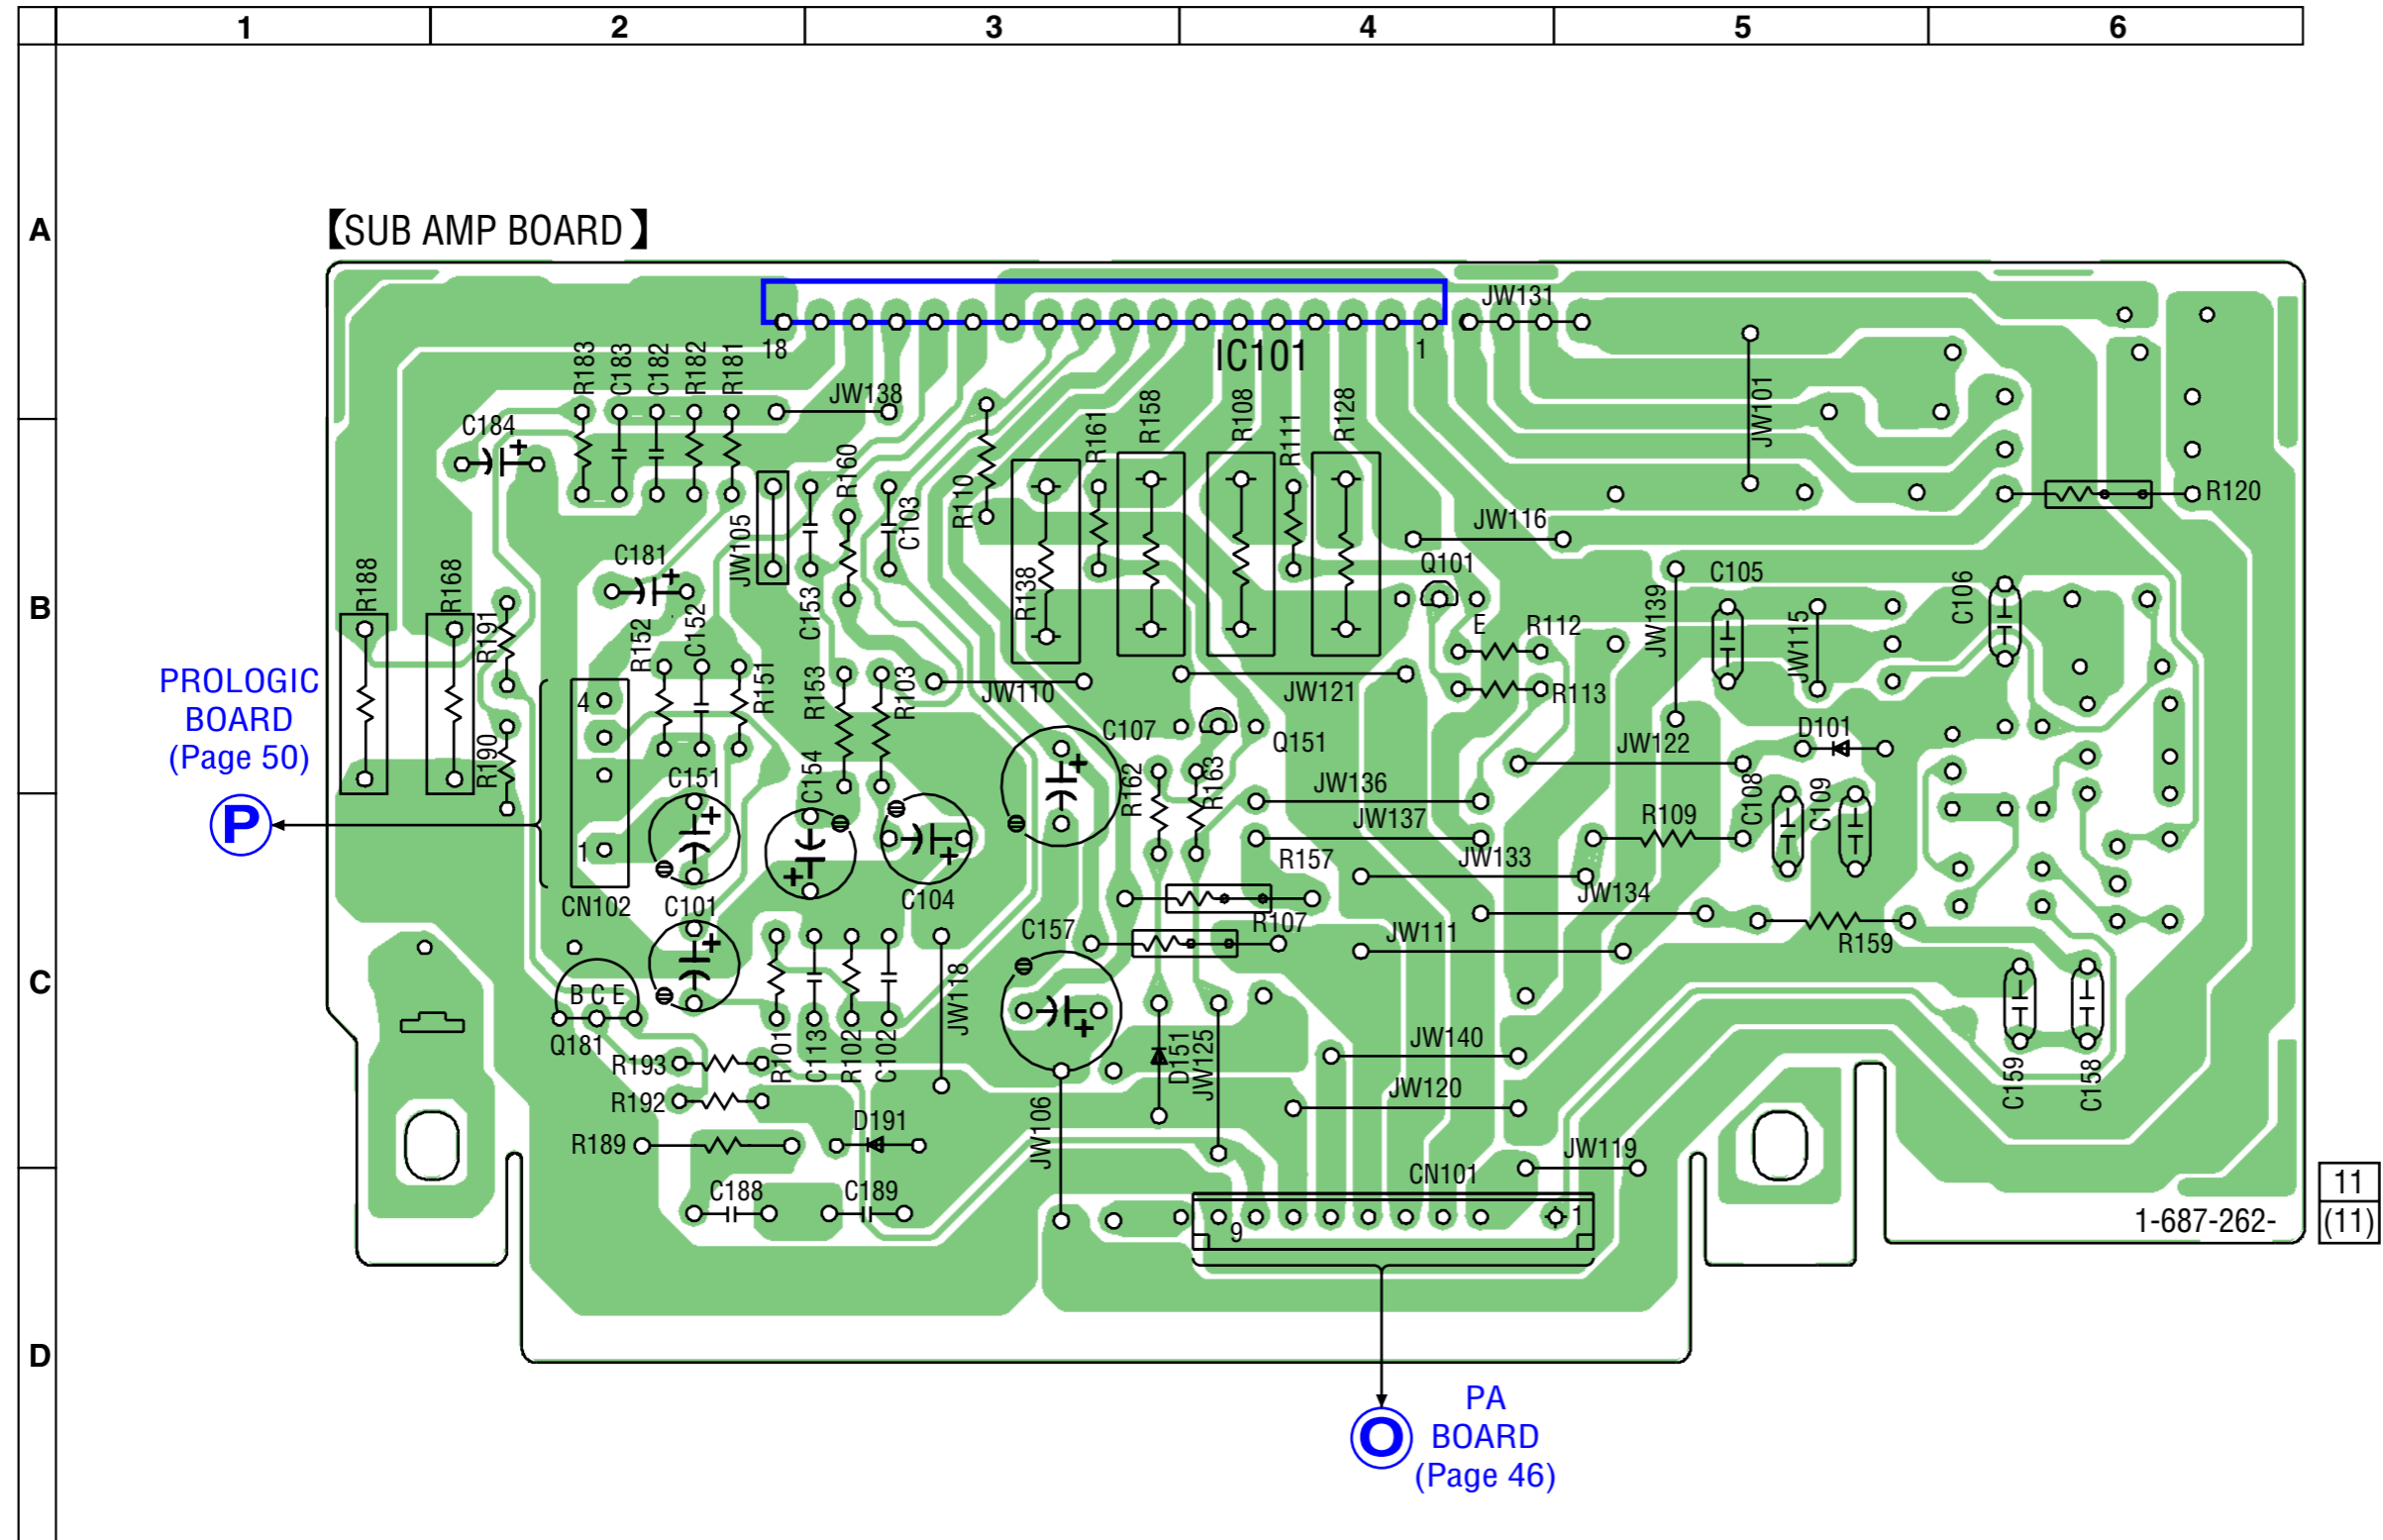 1 2 3 4 5 6
A
【SUB AMP BOARD】
JW131
18 IC101 1
R183 C183 C182 R182 R181
JW138
JW101
C184
R161 R158 R108 R111 R128
R160
R110
C103
JW105
JW116
R120
C181
Q101
C105
R138
C106
B
R188 R168
R191
R152 C152
C153
E
R112
JW139
JW115
PROLOGIC
BOARD
(Page 50)
R151
R153
R103
JW110
JW121
R113
4
C107
Q151
D101
R190
JW122
C151
C154
R162
R163
JW136
C108
C109
P
JW137
R109
1
R157
JW133
CN102
C101
C104
JW134
C157
R107
JW111
R159
C
B C E
JW118
Q181
R193
R101 C113 R102 C102
D151
JW125
JW140
C159 C158
R192
JW120
D191
JW106
R189
JW119
CN101
C188 C189
9
1
1-687-262-
11
(11)
D
PA
BOARD
(Page 46)
O